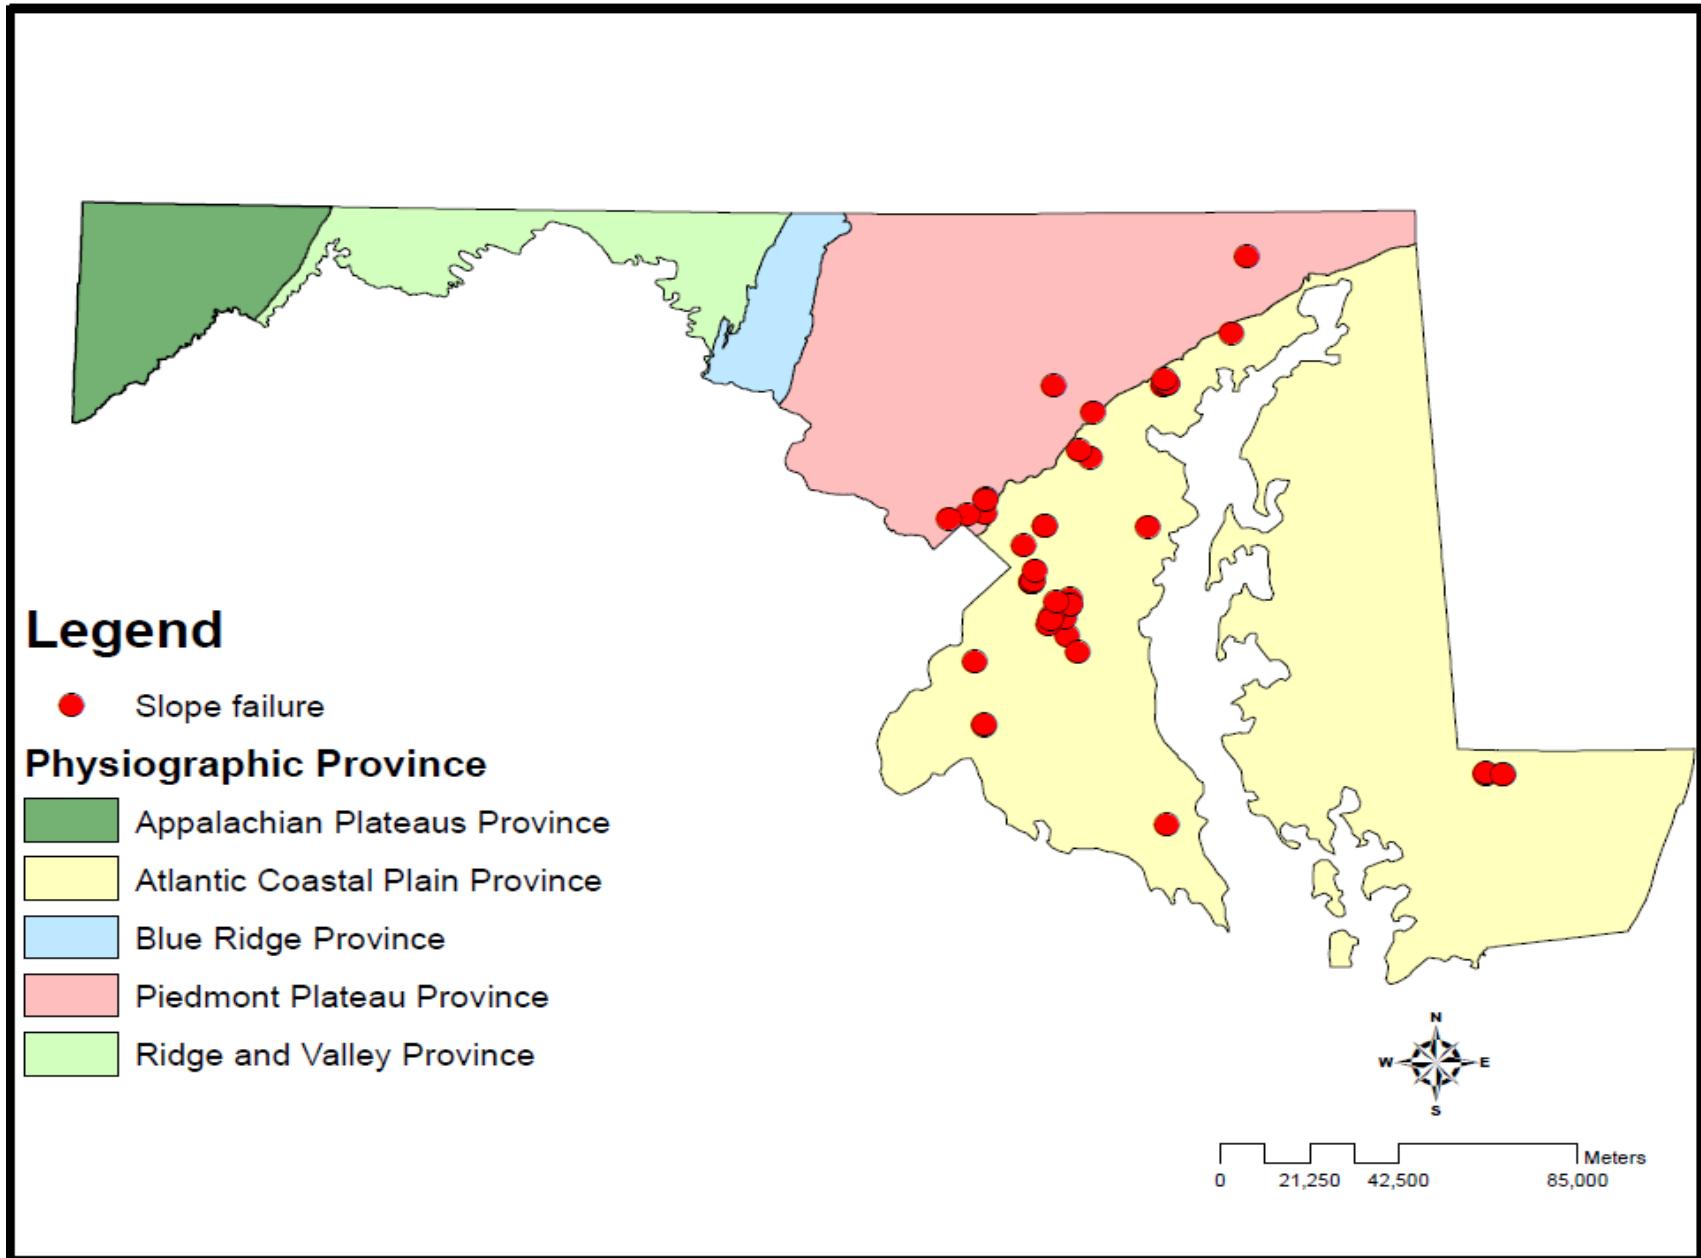 Legend
Slope failure
Physiographic Province
Appalachian Plateaus Province
Atlantic Coastal Plain Province
Blue Ridge Province
Piedmont Plateau Province
Ridge and Valley Province
N
W E
S
Meters
0 21,250 42,500 85,000